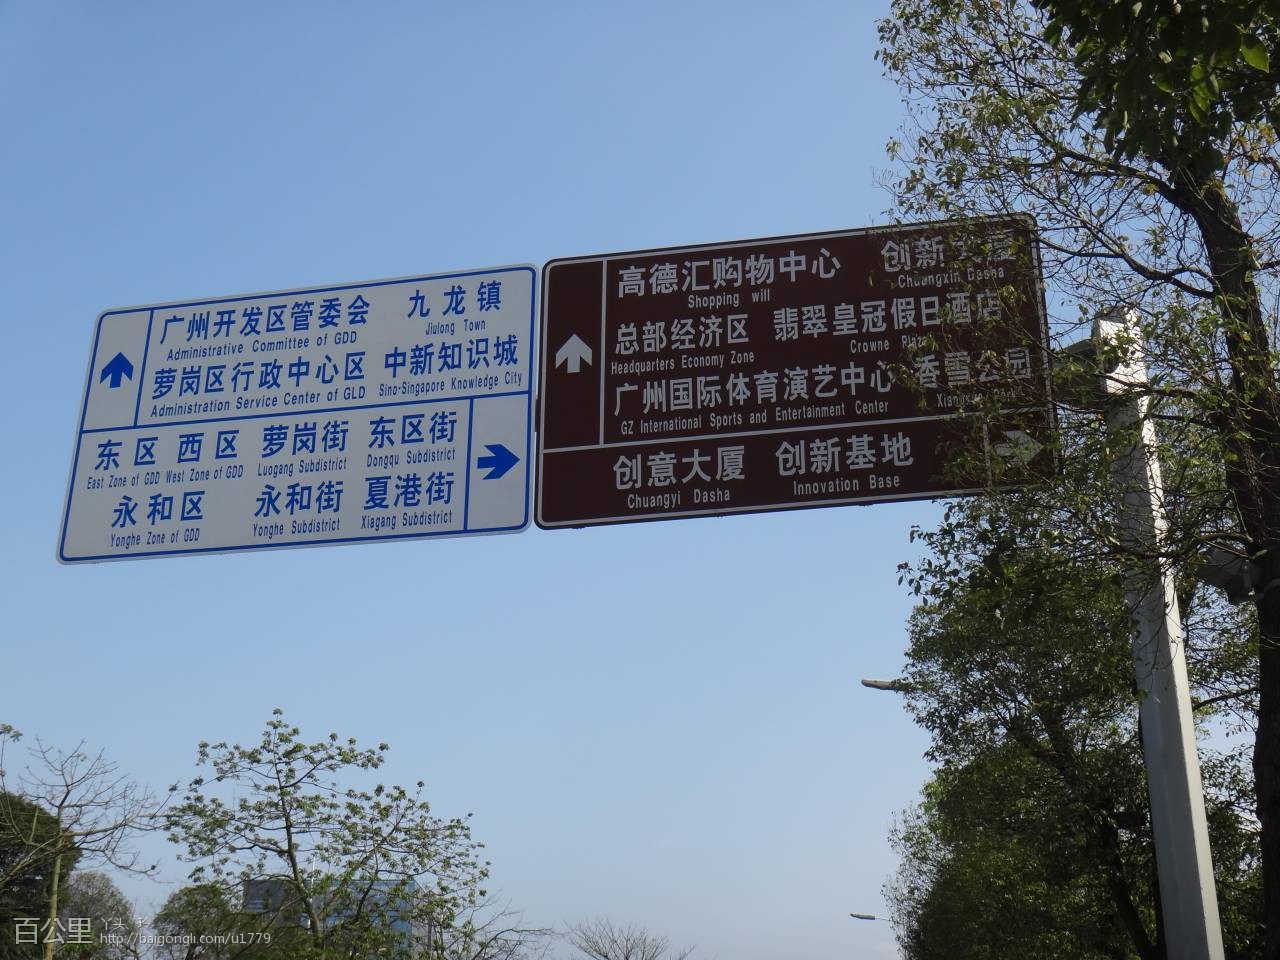 广州开发区管委会 九龙镇
Administrative Committee of GDD Jiulong Town
萝岗区行政中心区 中新知识城
Administration Service Center of GLD Sino-Singapore Knowledge City
东区 西区 萝岗街 东区街
East Zone of GDD West Zone of GDD Luogang Subdistrict Dongqu Subdistrict
永和区 永和街 夏港街
Yonghe Zone of GDD Yonghe Subdistrict Xiagang Subdistrict
高德汇购物中心 创新大厦
Shopping will Chuangxin Dasha
总部经济区 翡翠皇冠假日酒店
Headquarters Economy Zone Crowne Plaza
广州国际体育演艺中心 香雪公园
GZ International Sports and Entertainment Center
创意大厦 创新基地
Chuangyi Dasha Innovation Base
百公里 丫头
http://baigongli.com/u1779